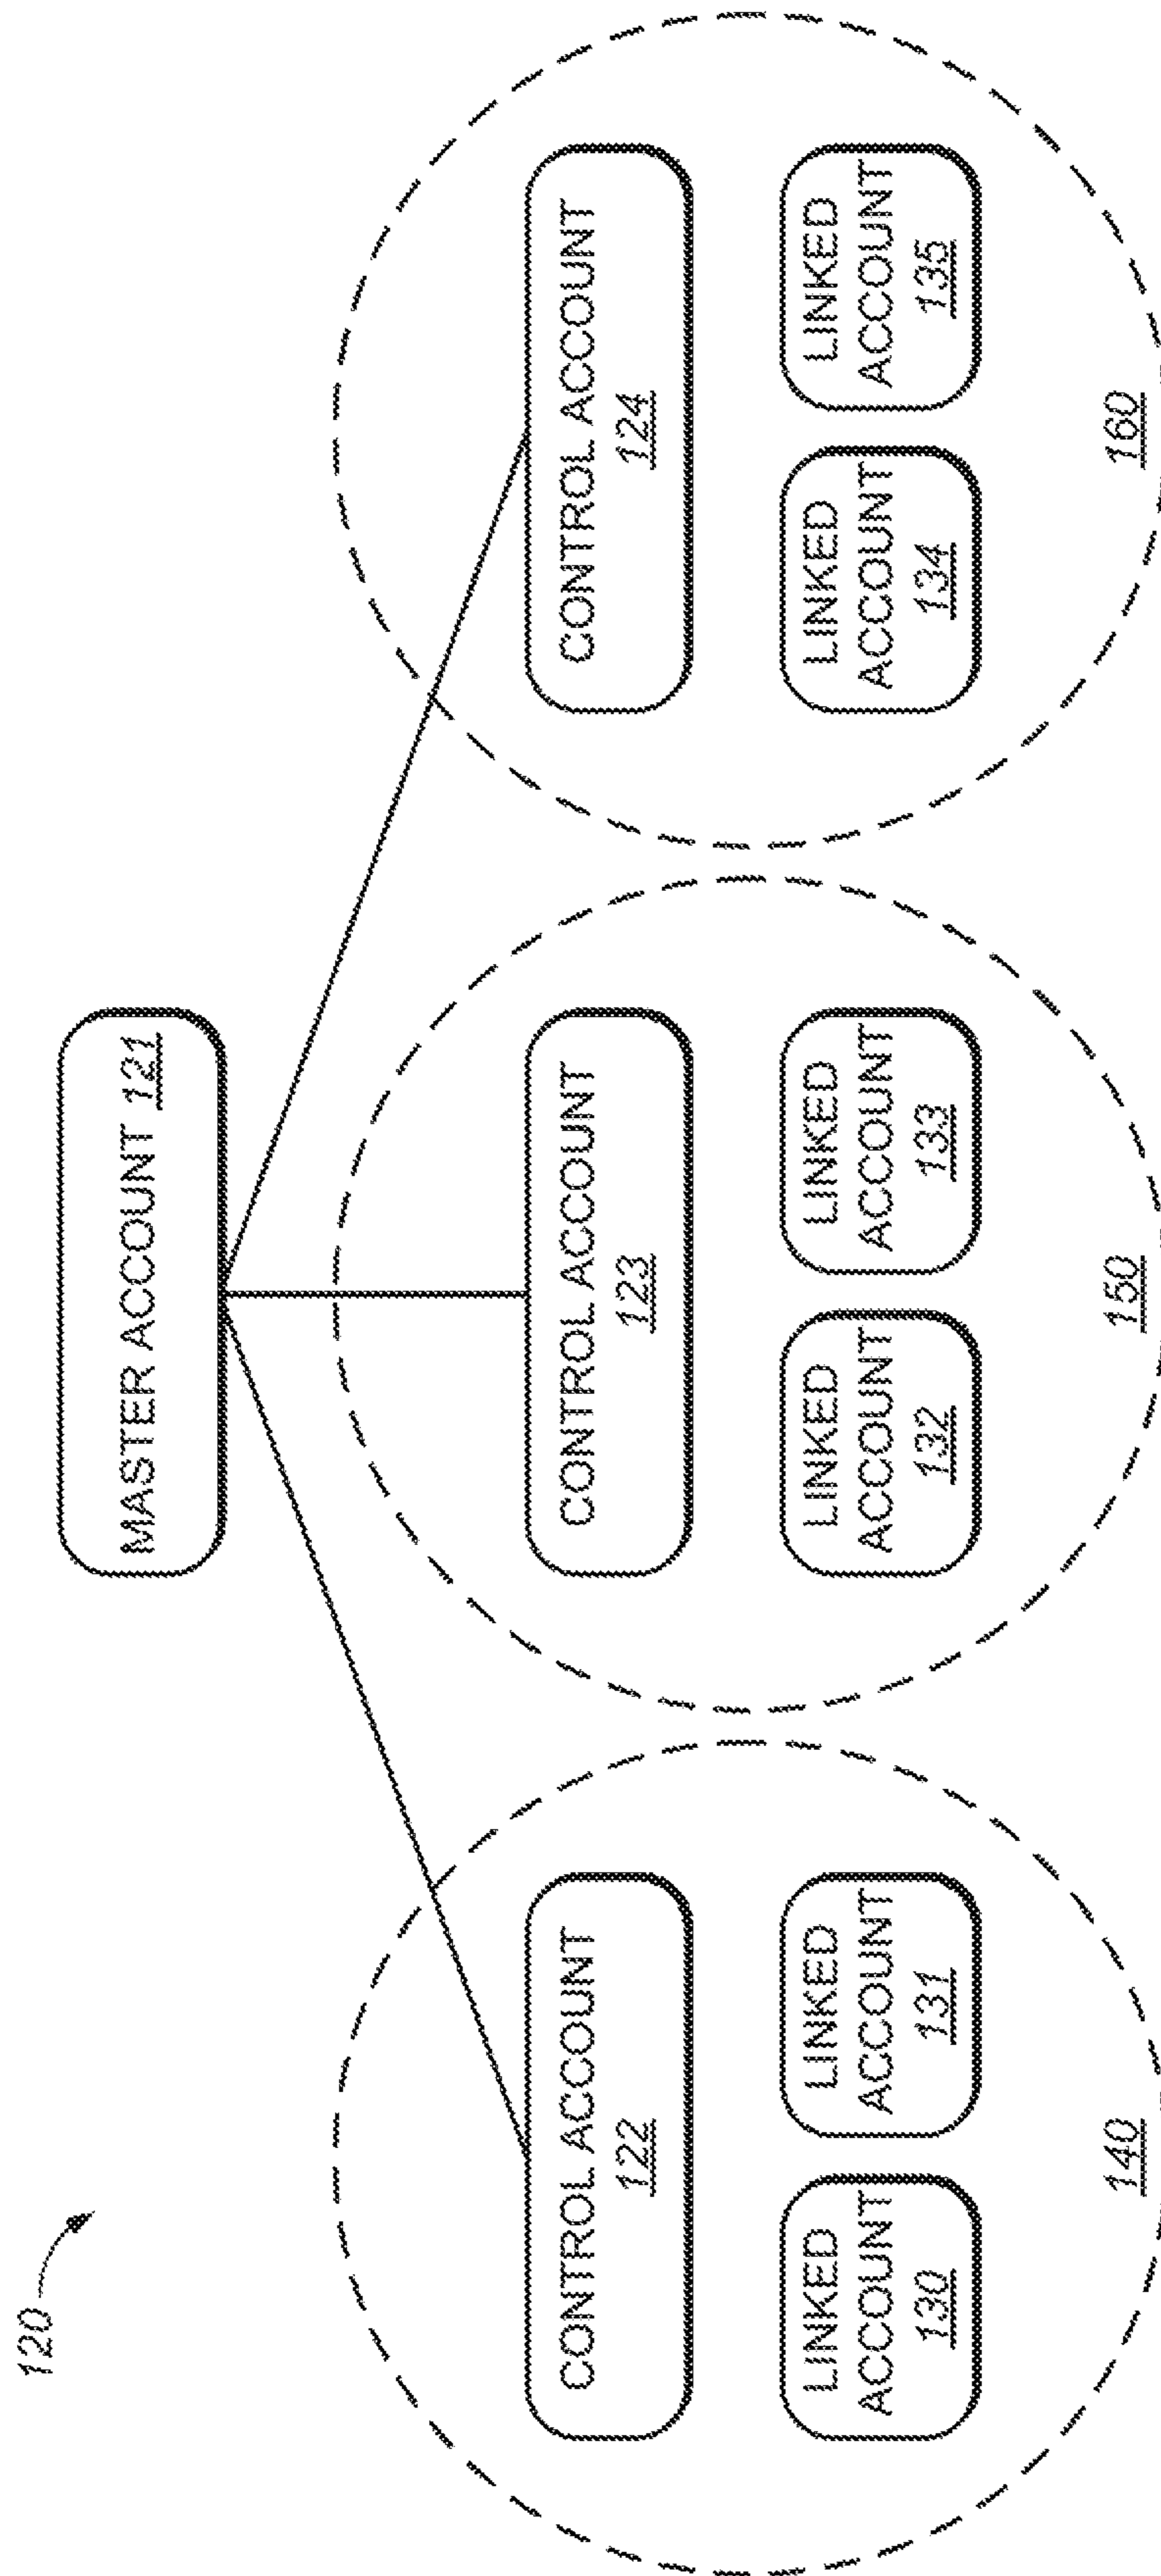 120
MASTER ACCOUNT 121
CONTROL ACCOUNT
122
LINKED
ACCOUNT
130
LINKED
ACCOUNT
131
140
CONTROL ACCOUNT
123
LINKED
ACCOUNT
132
LINKED
ACCOUNT
133
150
CONTROL ACCOUNT
124
LINKED
ACCOUNT
134
LINKED
ACCOUNT
135
160